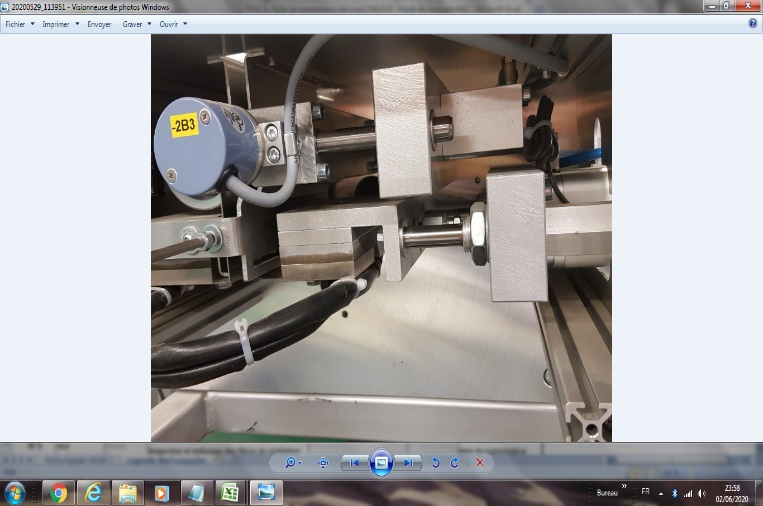 20200529_113951 - Visionneuse de photos Windows
Fichier Imprimer Envoyer Graver Ouvrir
-2B3
Bureau
FR
23:58
02/06/2020